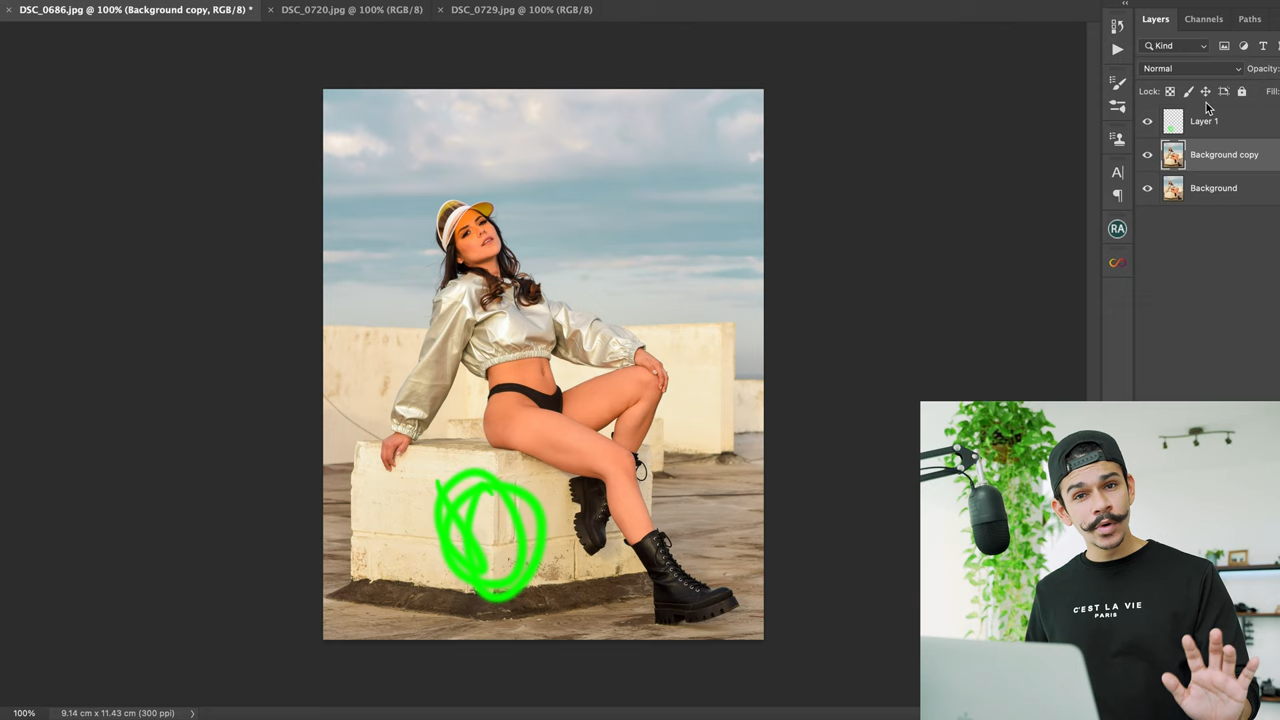 DSC_0686.jpg @ 100% (Background copy, RGB/8) * DSC_0720.jpg @ 100% (RGB/8) DSC_0729.jpg @ 100% (RGB/8)
Layers Channels Paths
Kind
Normal Opacity:
Lock: Fill:
Layer 1
Background copy
Background
RA
C'EST LA VIE
PARIS
100% 9.14 cm x 11.43 cm (300 ppi)